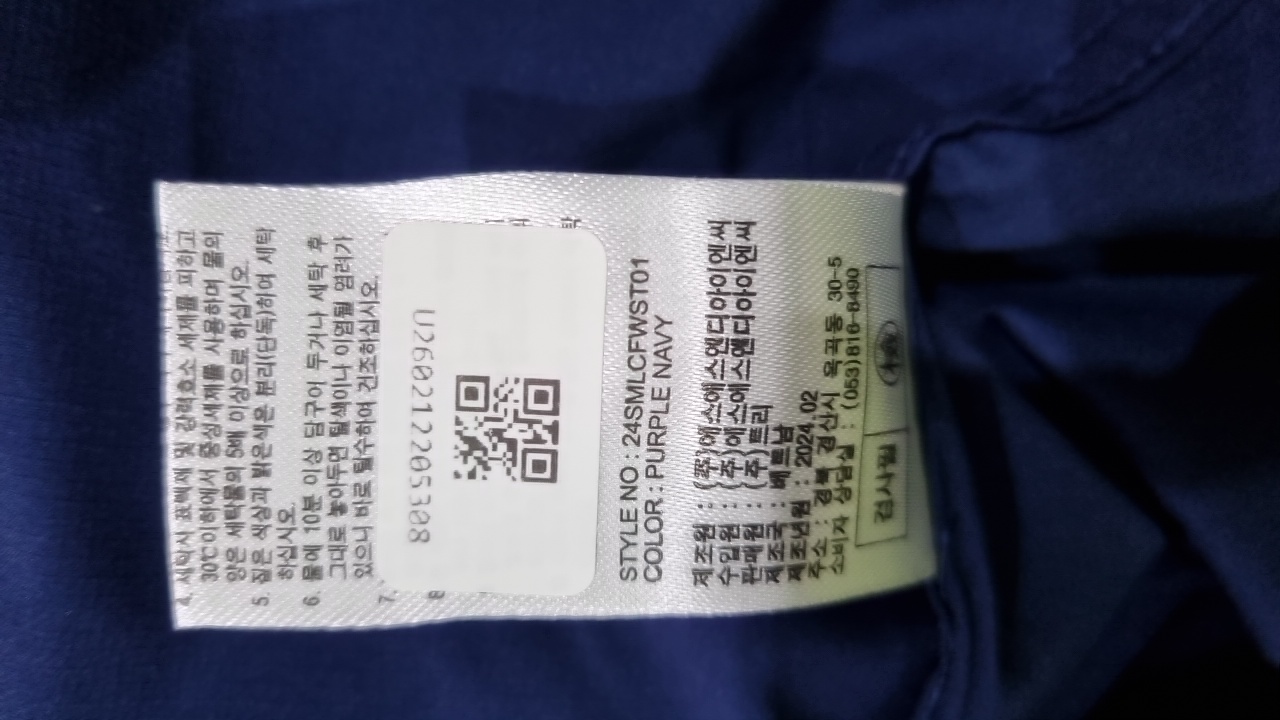 4. 세탁시 표백제 및 강력효소 세제를 피하고
30℃이하에서 중성세제를 사용하며 물의
양은 세탁물의 5배 이상으로 하십시오.
5. 짙은 색상과 밝은색은 분리(단독)하여 세탁
하십시오.
6. 물에 10분 이상 담구어 두거나 세탁 후
그대로 놓아두면 탈색이나 이염될 염려가
있으니 바로 탈수하여 건조하십시오.
7.
8
U260212205308
STYLE NO : 24SMLCFWST01
COLOR : PURPLE NAVY
제조원 : (주)에스에스엔디아이엔씨
수입원 : (주)에스에스엔디아이엔씨
판매원 : (주)트리
제조국 : 베트남
제조년월 : 2024.02
주소 : 경북 경산시 옥곡동 30-5
소비자 상담실 : (053)818-8490
검사필